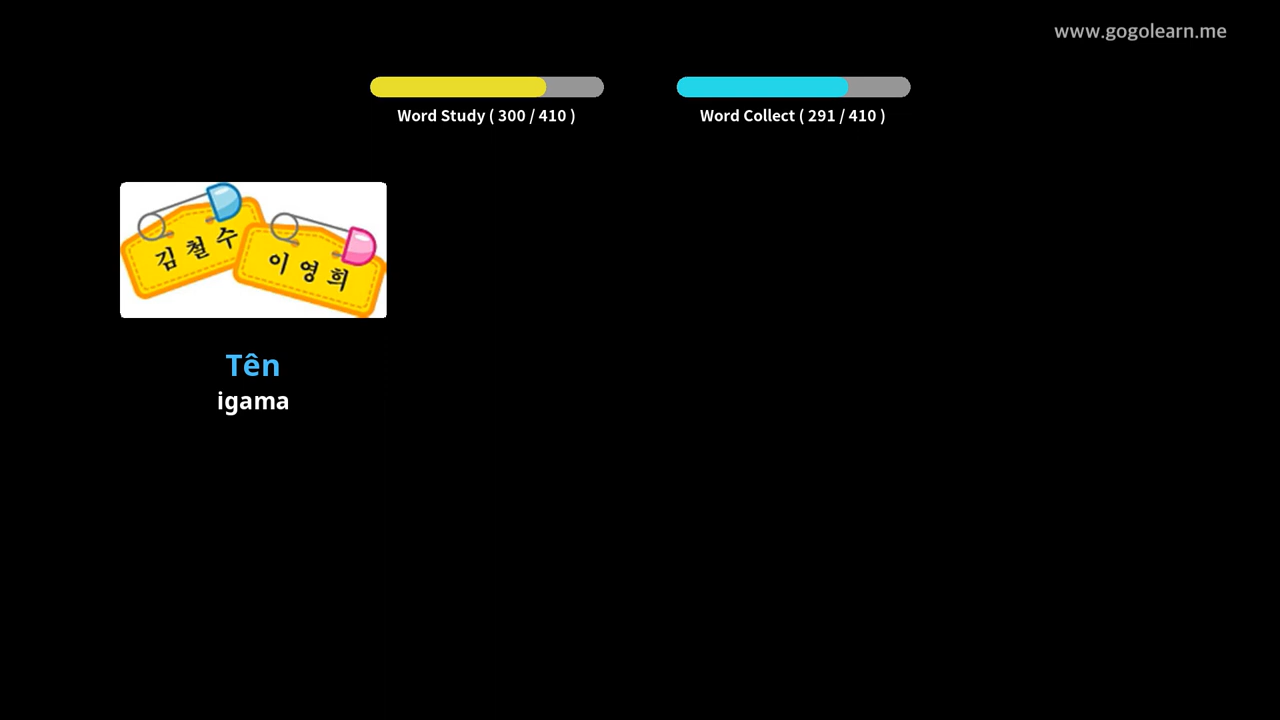 www.gogolearn.me
Word Study ( 300 / 410 )
Word Collect ( 291 / 410 )
김철수
이영희
Tên
igama